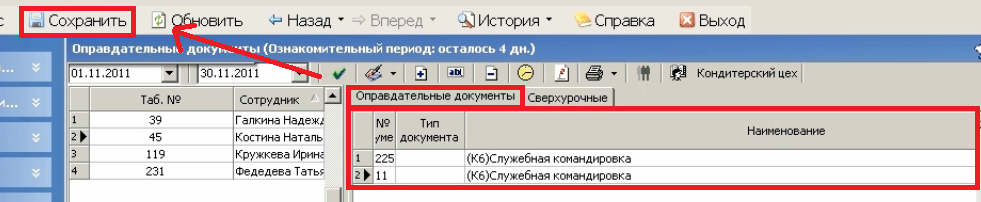 с Сохранить Обновить Назад Вперед История Справка Выход
Оправдательные документы (Ознакомительный период: осталось 4 дн.)
01.11.2011 30.11.2011 ab Кондитерский цех
Оправдательные документы Сверхурочные
Таб. № Сотрудник
№ уме Тип документа Наименование
1 39 Галкина Надежд
2 45 Костина Наталь
3 119 Кружкева Ирина
4 231 Федедева Татья
1 225 (К6)Служебная командировка
2 11 (К6)Служебная командировка